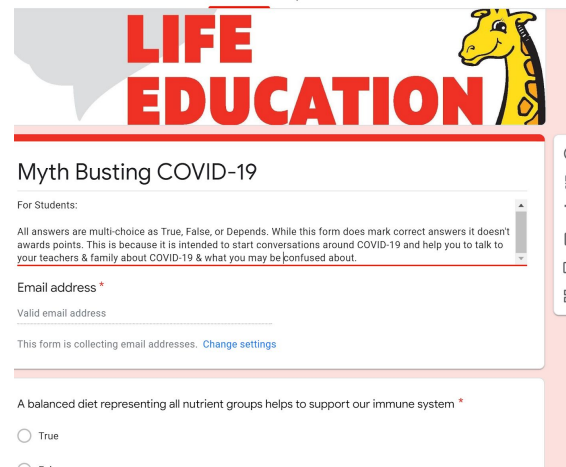 LIFE
EDUCATION
Myth Busting COVID-19
For Students:
All answers are multi-choice as True, False, or Depends. While this form does mark correct answers it doesn't
awards points. This is because it is intended to start conversations around COVID-19 and help you to talk to
your teachers & family about COVID-19 & what you may be confused about.
Email address *
Valid email address
This form is collecting email addresses. Change settings
A balanced diet representing all nutrient groups helps to support our immune system *
True